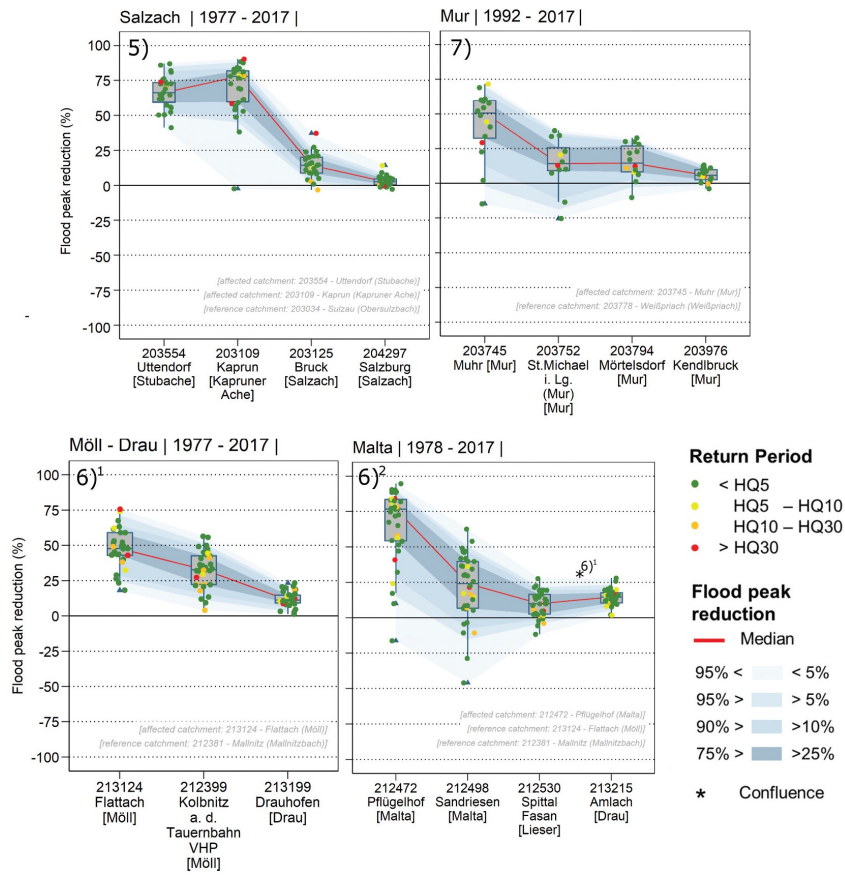 Salzach | 1977 - 2017 |
5)
Flood peak reduction (%)
100
75
50
25
0
-25
-50
-75
-100
[affected catchment: 203554 - Uttendorf (Stubache)]
[affected catchment: 203109 - Kaprun (Kapruner Ache)]
[reference catchment: 203034 - Sulzau (Obersulzbach)]
203554
Uttendorf
[Stubache]
203109
Kaprun
[Kapruner
Ache]
203125
Bruck
[Salzach]
204297
Salzburg
[Salzach]
Mur | 1992 - 2017 |
7)
[affected catchment: 203745 - Muhr (Mur)]
[reference catchment: 203778 - Weißpriach (Weißpriach)]
203745
Muhr [Mur]
203752
St.Michael
i. Lg.
(Mur)
[Mur]
203794
Mörtelsdorf
[Mur]
203976
Kendlbruck
[Mur]
-
Möll - Drau | 1977 - 2017 |
6)1
Flood peak reduction (%)
100
75
50
25
0
-25
-50
-75
-100
[affected catchment: 213124 - Flattach (Möll)]
[reference catchment: 212381 - Mallnitz (Mallnitzbach)]
213124
Flattach
[Möll]
212399
Kolbnitz
a. d.
Tauernbahn
VHP
[Möll]
213199
Drauhofen
[Drau]
Malta | 1978 - 2017 |
6)2
*6)1
[affected catchment: 212472 - Pflügelhof (Malta)]
[reference catchment: 213124 - Flattach (Möll)]
[reference catchment: 212381 - Mallnitz (Mallnitzbach)]
212472
Pflügelhof
[Malta]
212498
Sandriesen
[Malta]
212530
Spittal
Fasan
[Lieser]
213215
Amlach
[Drau]
Return Period
< HQ5
HQ5 – HQ10
HQ10 – HQ30
> HQ30
Flood peak
reduction
Median
95% < < 5%
95% > > 5%
90% > >10%
75% > >25%
* Confluence